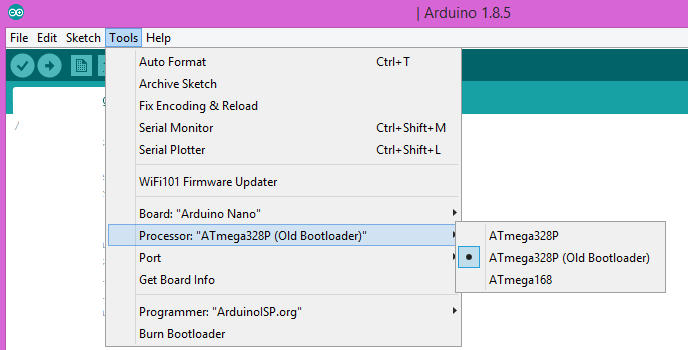 | Arduino 1.8.5
File Edit Sketch Tools Help
Auto Format Ctrl+T
Archive Sketch
Fix Encoding & Reload
Serial Monitor Ctrl+Shift+M
Serial Plotter Ctrl+Shift+L
WiFi101 Firmware Updater
Board: "Arduino Nano"
Processor: "ATmega328P (Old Bootloader)"
ATmega328P
Port
ATmega328P (Old Bootloader)
Get Board Info
ATmega168
Programmer: "ArduinoISP.org"
Burn Bootloader